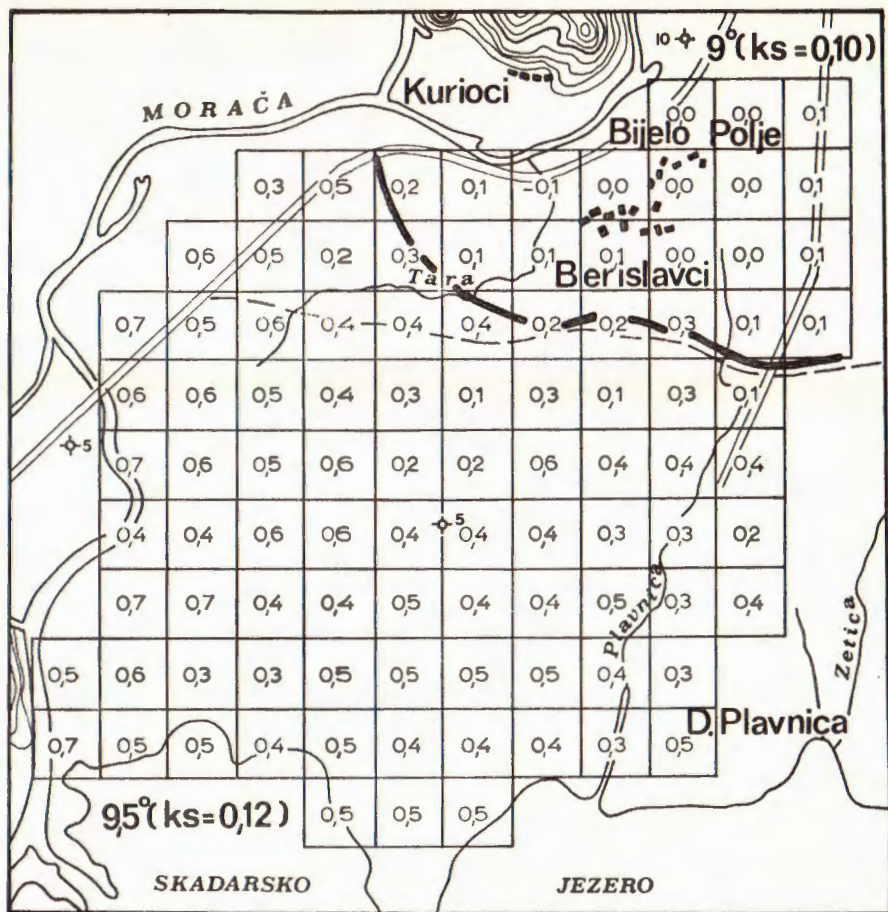 10 9° (ks=0,10)
Kurioci
MORAČA
0,0 0,0 0,1
Bijelo Polje
0,3 0,5 0,2 0,1 -0,1 0,0 0,0 0,0 0,1
0,6 0,5 0,2 0,3 0,1 0,1 0,1 0,0 0,0 0,1
Tara Berislavci
0,7 0,5 0,6 0,4 0,4 0,4 0,2 0,2 0,3 0,1 0,1
0,6 0,6 0,5 0,4 0,3 0,1 0,3 0,1 0,3 0,1
5
0,7 0,6 0,5 0,6 0,2 0,2 0,6 0,4 0,4 0,4
5
0,4 0,4 0,6 0,6 0,4 0,4 0,4 0,3 0,3 0,2
0,7 0,7 0,4 0,4 0,5 0,4 0,4 0,5 0,3 0,4
Plavnica
Zetica
0,5 0,6 0,3 0,3 0,5 0,5 0,5 0,5 0,4 0,3
D. Plavnica
0,7 0,5 0,5 0,4 0,5 0,4 0,4 0,4 0,3 0,5
9,5° (ks=0,12)
0,5 0,5 0,5
SKADARSKO JEZERO